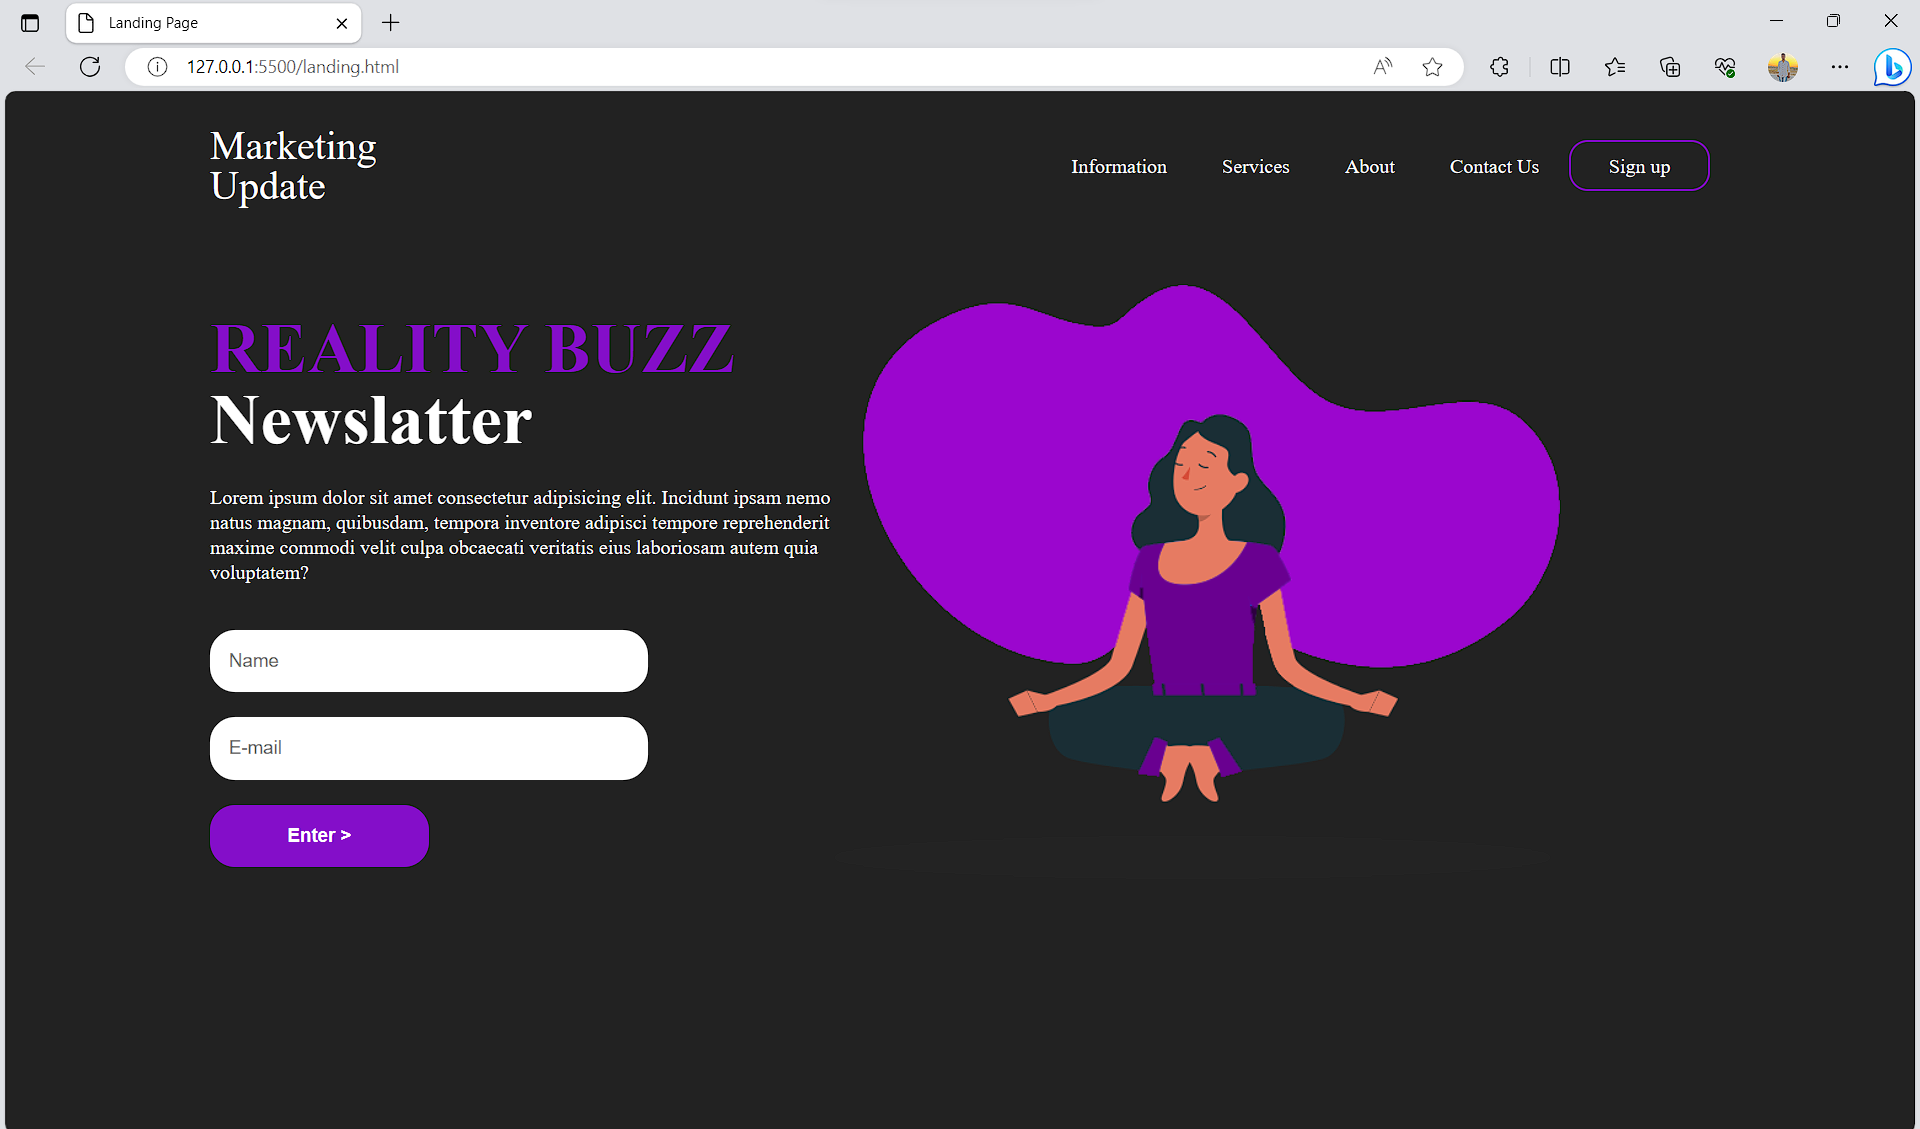 Landing Page
127.0.0.1:5500/landing.html
Marketing
Update
Information Services About Contact Us Sign up
REALITY BUZZ
Newslatter
Lorem ipsum dolor sit amet consectetur adipisicing elit. Incidunt ipsam nemo
natus magnam, quibusdam, tempora inventore adipisci tempore reprehenderit
maxime commodi velit culpa obcaecati veritatis eius laboriosam autem quia
voluptatem?
Name
E-mail
Enter >